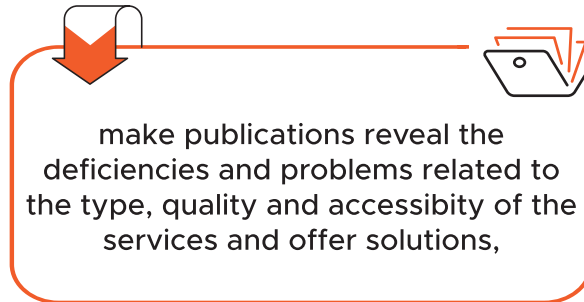 make publications reveal the
deficiencies and problems related to
the type, quality and accessibity of the
services and offer solutions,